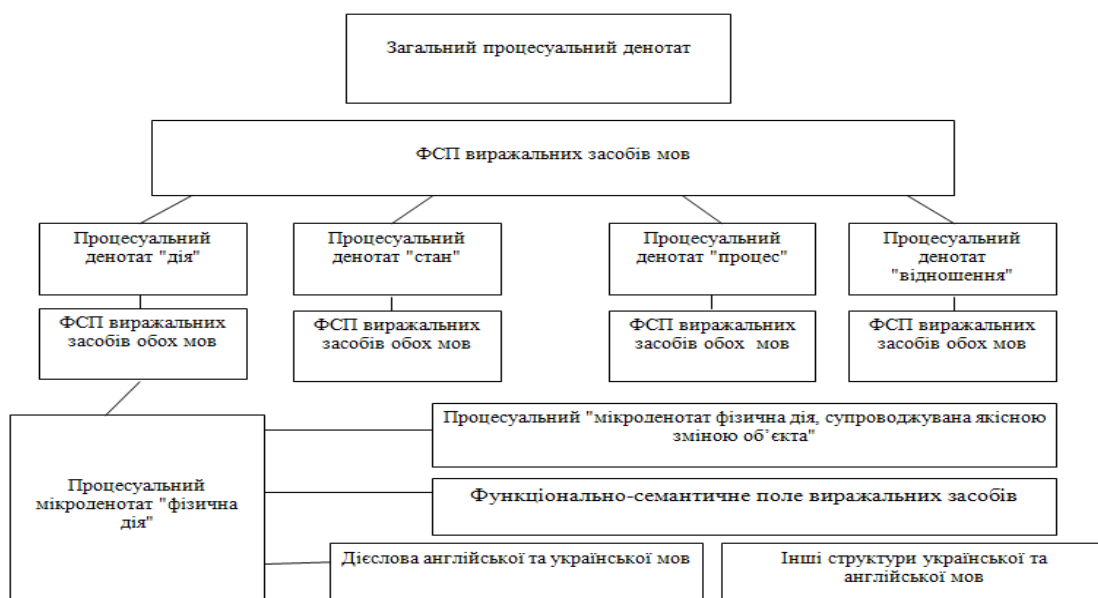 Загальний процесуальний денотат
ФСП виражальних засобів мов
Процесуальний
денотат "дія"
Процесуальний
денотат "стан"
Процесуальний
денотат "процес"
Процесуальний
денотат
"відношення"
ФСП виражальних
засобів обох мов
ФСП виражальних
засобів обох мов
ФСП виражальних
засобів обох мов
ФСП виражальних
засобів обох мов
Процесуальний
мікроденотат "фізична
дія"
Процесуальний "мікроденотат фізична дія, супроводжувана якісною
зміною об’єкта"
Функціонально-семантичне поле виражальних засобів
Дієслова англійської та української мов
Інші структури української та
англійської мов